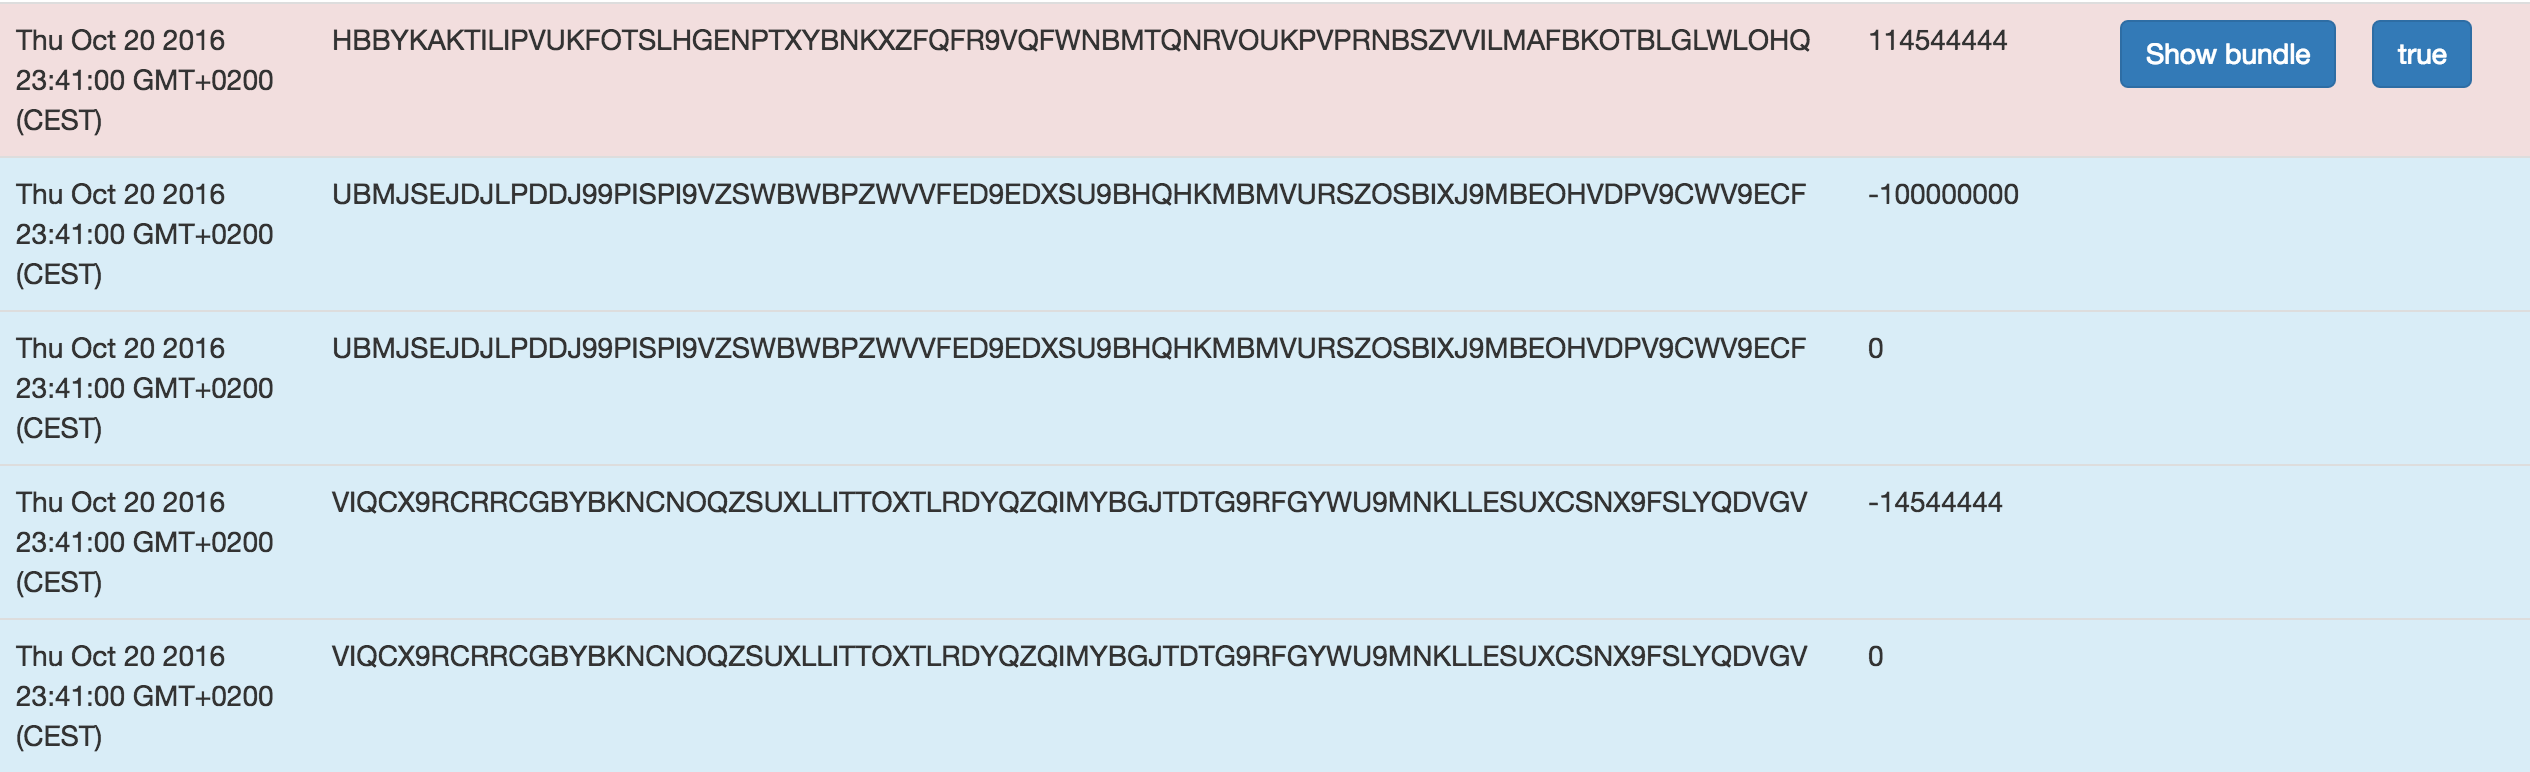 Thu Oct 20 2016 HBBYKAKTILIPVUKFOTSLHGENPTXYBNKXZFQFR9VQFWNBMTQNRVOUKPVPRNBSZVVILMAFBKOTBLGLWLOHQ 114544444 Show bundle true
23:41:00 GMT+0200
(CEST)
Thu Oct 20 2016 UBMJSEJDJLPDDJ99PISPI9VZSWBWBPZWVVFED9EDXSU9BHQHKMBMVURSZOSBIXJ9MBEOHVDPV9CWV9ECF -100000000
23:41:00 GMT+0200
(CEST)
Thu Oct 20 2016 UBMJSEJDJLPDDJ99PISPI9VZSWBWBPZWVVFED9EDXSU9BHQHKMBMVURSZOSBIXJ9MBEOHVDPV9CWV9ECF 0
23:41:00 GMT+0200
(CEST)
Thu Oct 20 2016 VIQCX9RCRRCGBYBKNCNOQZSUXLLITTOXTLRDYQZQIMYBGJTDTG9RFGYWU9MNKLLESUXCSNX9FSLYQDVGV -14544444
23:41:00 GMT+0200
(CEST)
Thu Oct 20 2016 VIQCX9RCRRCGBYBKNCNOQZSUXLLITTOXTLRDYQZQIMYBGJTDTG9RFGYWU9MNKLLESUXCSNX9FSLYQDVGV 0
23:41:00 GMT+0200
(CEST)